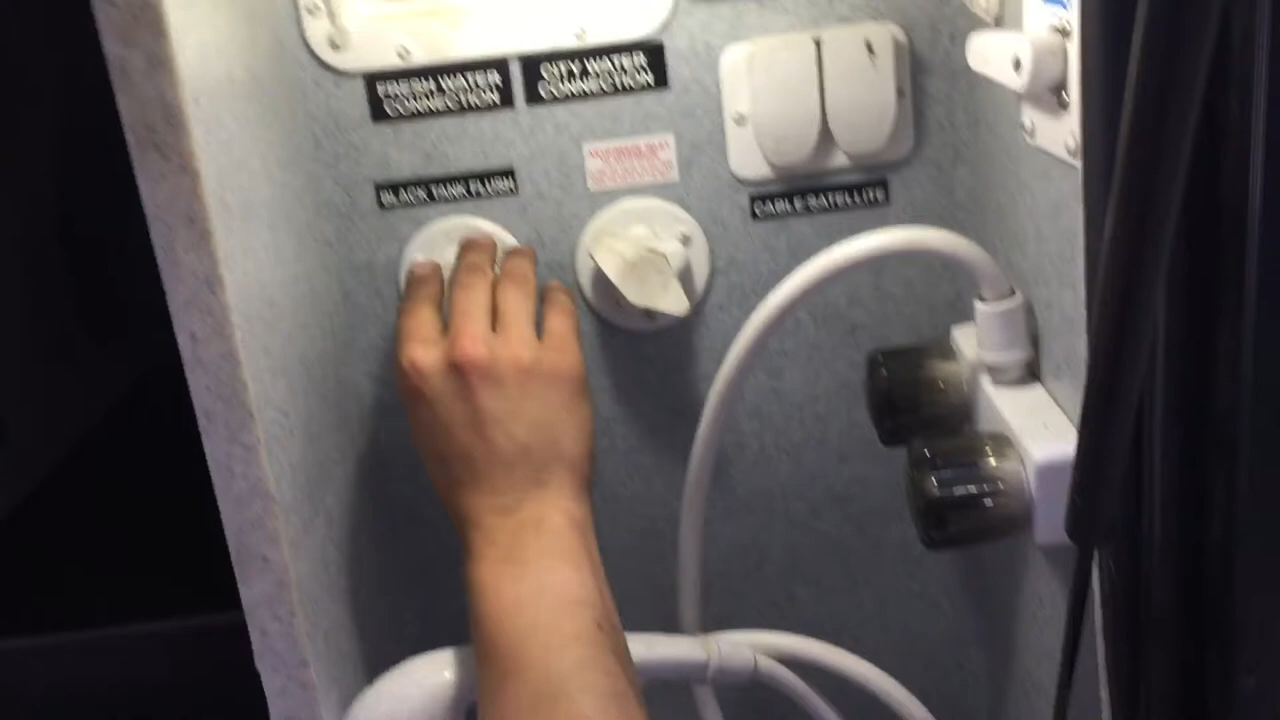 FRESH WATER
CONNECTION
CITY WATER
CONNECTION
BLACK TANK FLUSH
CABLE SATELLITE